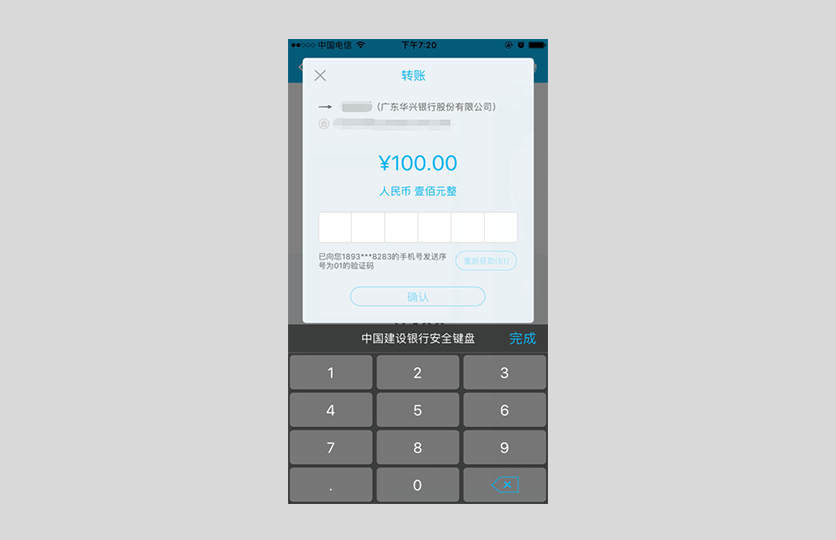 中国电信
下午7:20
转账
(广东华兴银行股份有限公司)
¥100.00
人民币 壹佰元整
已向您1893***8283的手机号发送序
号为01的验证码
重新获取(51)
确认
中国建设银行安全键盘
完成
1
2
3
4
5
6
7
8
9
.
0